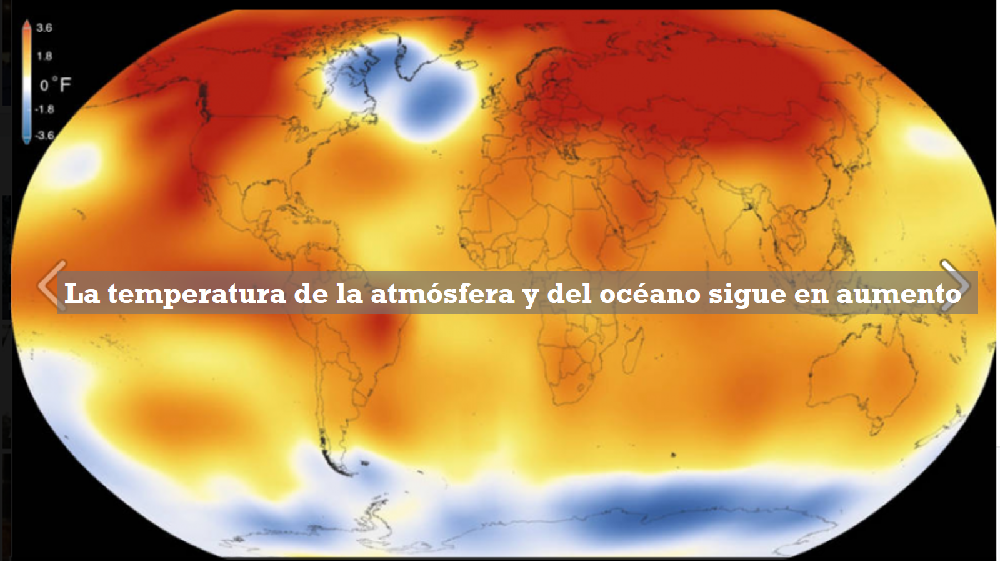 3.6
1.8
0 °F
-1.8
-3.6
La temperatura de la atmósfera y del océano sigue en aumento